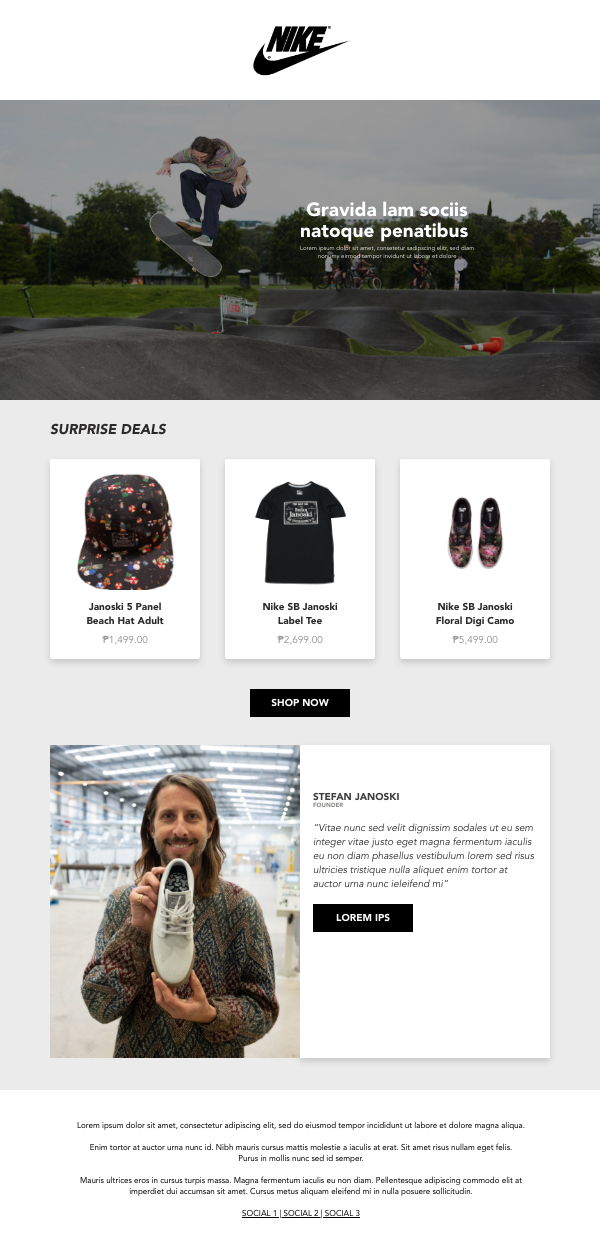 NIKE
Gravida lam sociis
natoque penatibus
Lorem ipsum dolor sit amet, consetetur sadipscing elitr, sed diam
nonumy eirmod tempor invidunt ut labore et dolore
SURPRISE DEALS
Janoski 5 Panel
Beach Hat Adult
₱1,499.00
Janoski
Nike SB Janoski
Label Tee
₱2,699.00
Nike SB Janoski
Floral Digi Camo
₱5,499.00
SHOP NOW
STEFAN JANOSKI
FOUNDER
“Vitae nunc sed velit dignissim sodales ut eu sem
integer vitae justo eget magna fermentum iaculis
eu non diam phasellus vestibulum lorem sed risus
ultricies tristique nulla aliquet enim tortor at
auctor urna nunc ieleifend mi”
LOREM IPS
Lorem ipsum dolor sit amet, consectetur adipiscing elit, sed do eiusmod tempor incididunt ut labore et dolore magna aliqua.
Enim tortor at auctor urna nunc id. Nibh mauris cursus mattis molestie a iaculis at erat. Sit amet risus nullam eget felis.
Purus in mollis nunc sed id semper.
Mauris ultrices eros in cursus turpis massa. Magna fermentum iaculis eu non diam. Pellentesque adipiscing commodo elit at
imperdiet dui accumsan sit amet. Cursus metus aliquam eleifend mi in nulla posuere sollicitudin.
SOCIAL 1 | SOCIAL 2 | SOCIAL 3